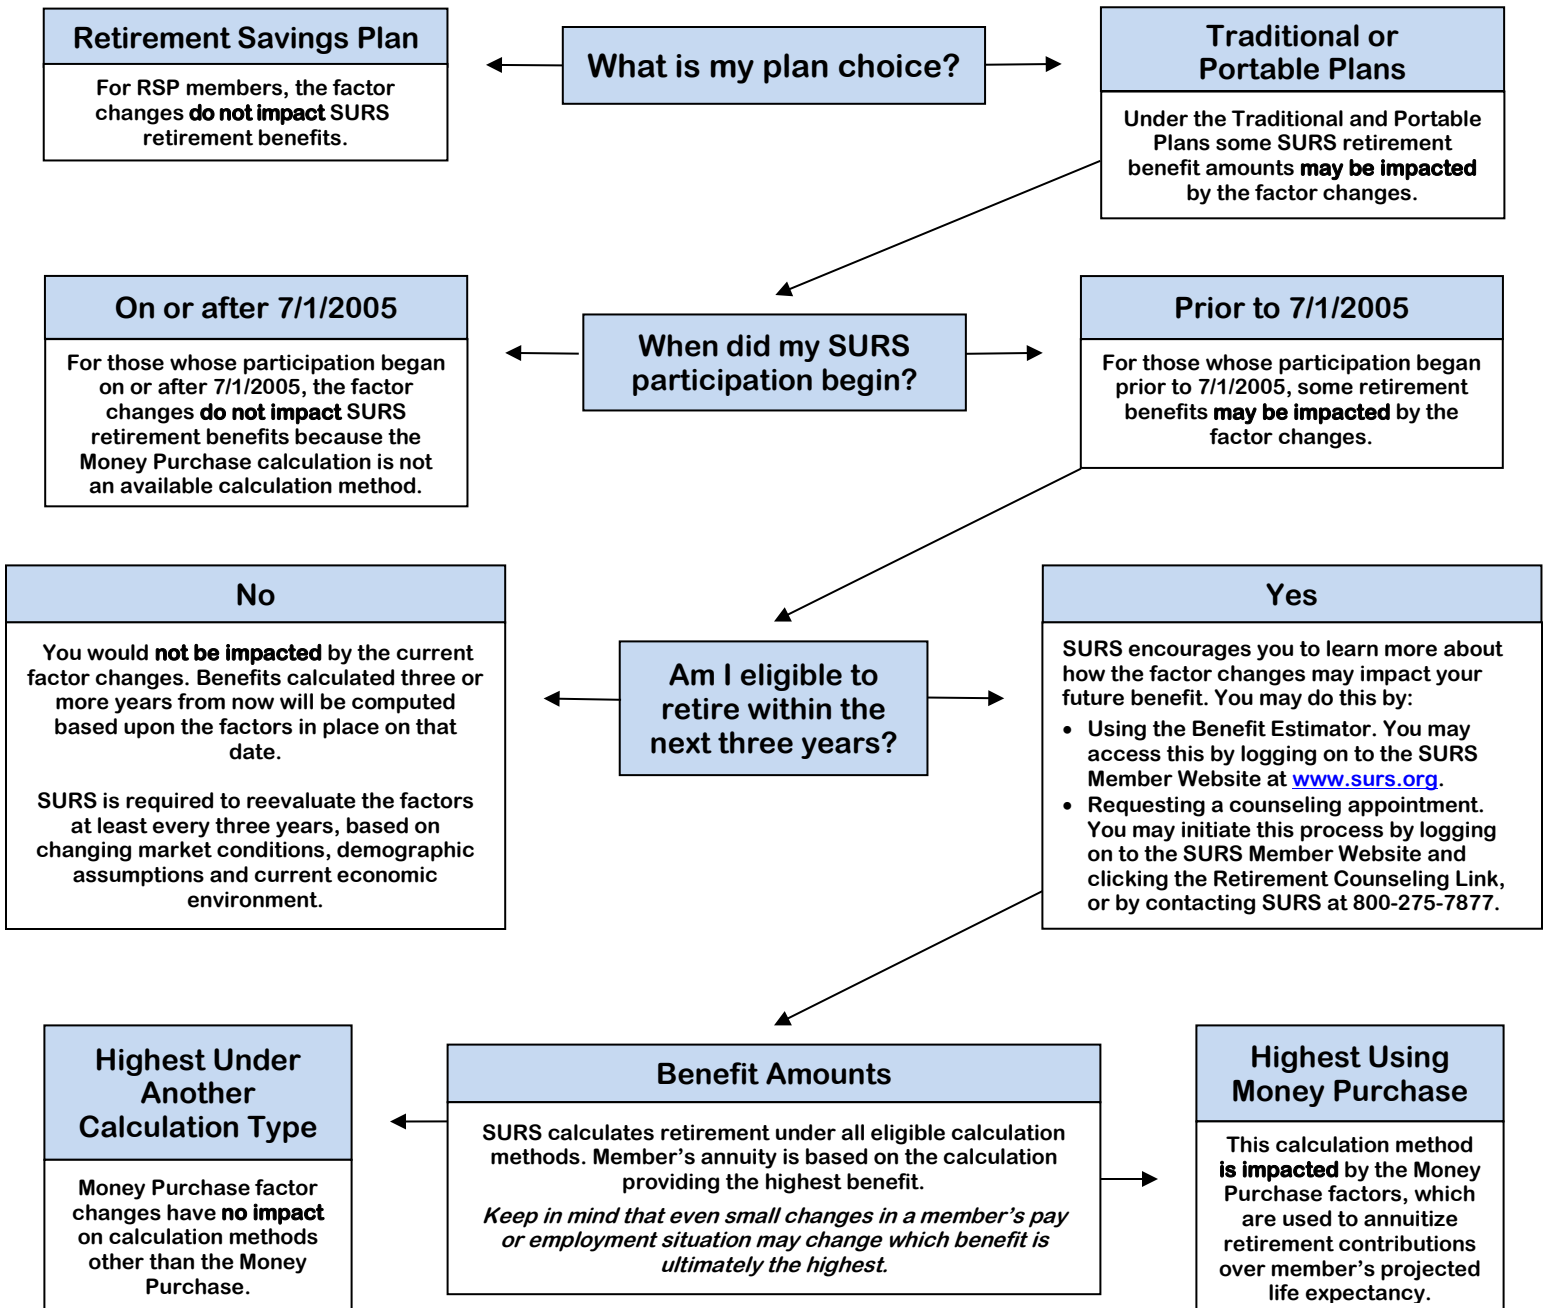 Retirement Savings Plan
For RSP members, the factor
changes do not impact SURS
retirement benefits.
What is my plan choice?
Traditional or
Portable Plans
Under the Traditional and Portable
Plans some SURS retirement
benefit amounts may be impacted
by the factor changes.
On or after 7/1/2005
For those whose participation began
on or after 7/1/2005, the factor
changes do not impact SURS
retirement benefits because the
Money Purchase calculation is not
an available calculation method.
When did my SURS
participation begin?
Prior to 7/1/2005
For those whose participation began
prior to 7/1/2005, some retirement
benefits may be impacted by the
factor changes.
No
You would not be impacted by the current
factor changes. Benefits calculated three or
more years from now will be computed
based upon the factors in place on that
date.
SURS is required to reevaluate the factors
at least every three years, based on
changing market conditions, demographic
assumptions and current economic
environment.
Am I eligible to
retire within the
next three years?
Yes
SURS encourages you to learn more about
how the factor changes may impact your
future benefit. You may do this by:
• Using the Benefit Estimator. You may
access this by logging on to the SURS
Member Website at www.surs.org.
• Requesting a counseling appointment.
You may initiate this process by logging
on to the SURS Member Website and
clicking the Retirement Counseling Link,
or by contacting SURS at 800-275-7877.
Highest Under
Another
Calculation Type
Money Purchase factor
changes have no impact
on calculation methods
other than the Money
Purchase.
Benefit Amounts
SURS calculates retirement under all eligible calculation
methods. Member’s annuity is based on the calculation
providing the highest benefit.
Keep in mind that even small changes in a member’s pay
or employment situation may change which benefit is
ultimately the highest.
Highest Using
Money Purchase
This calculation method
is impacted by the Money
Purchase factors, which
are used to annuitize
retirement contributions
over member’s projected
life expectancy.